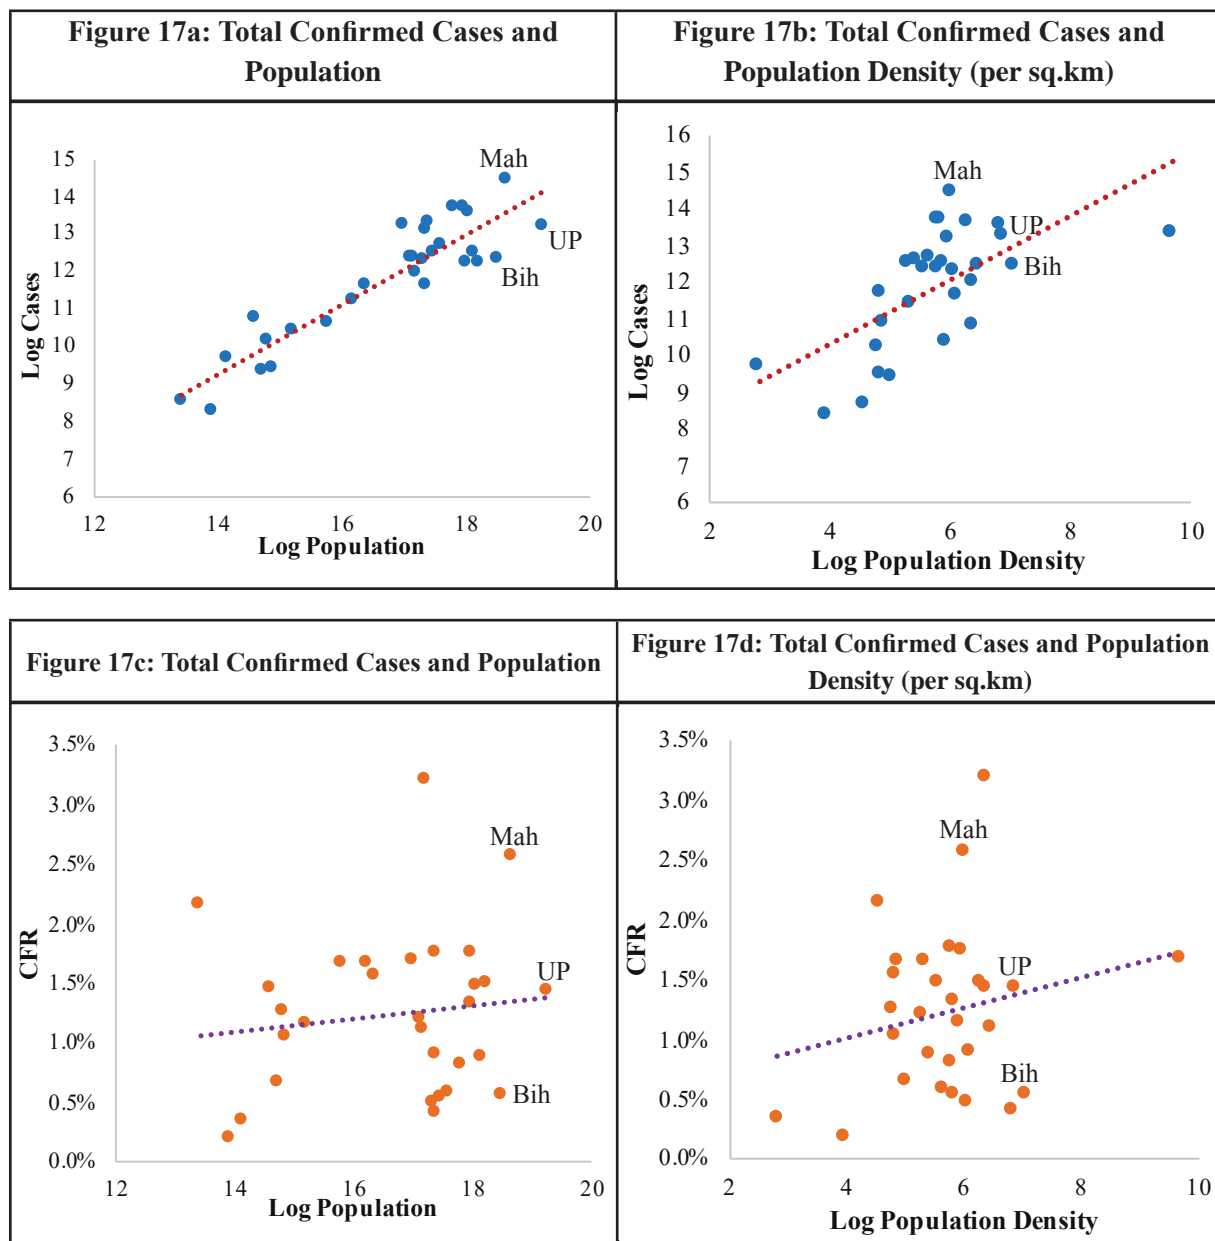 Figure 17a: Total Confirmed Cases and
Population
Figure 17b: Total Confirmed Cases and
Population Density (per sq.km)
15
14
13
12
11
10
9
8
7
6
Log Cases
Mah
UP
Bih
12
14
16
18
20
Log Population
16
15
14
13
12
11
10
9
8
7
6
Log Cases
Mah
UP
Bih
2
4
6
8
10
Log Population Density
Figure 17c: Total Confirmed Cases and Population
Figure 17d: Total Confirmed Cases and Population
Density (per sq.km)
3.5%
3.0%
2.5%
2.0%
1.5%
1.0%
0.5%
0.0%
CFR
Mah
UP
Bih
12
14
16
18
20
Log Population
3.5%
3.0%
2.5%
2.0%
1.5%
1.0%
0.5%
0.0%
CFR
Mah
UP
Bih
2
4
6
8
10
Log Population Density